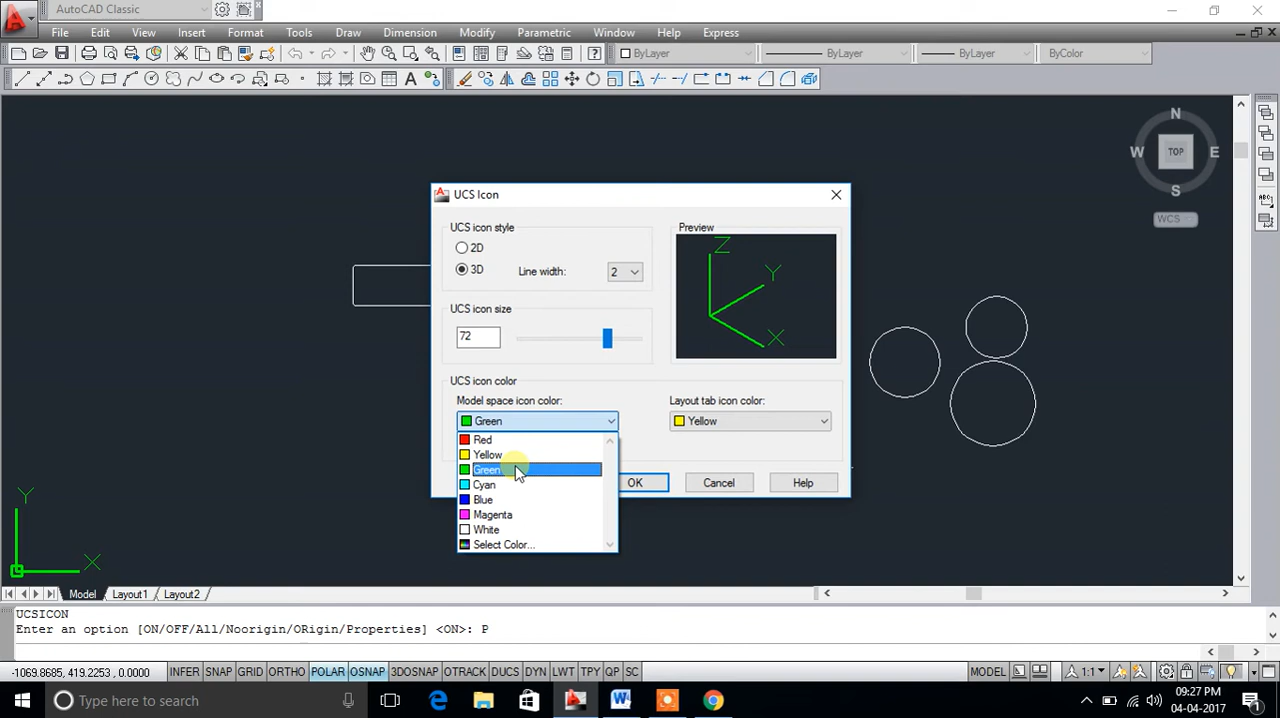 AutoCAD Classic
File Edit View Insert Format Tools Draw Dimension Modify Parametric Window Help Express
ByLayer ByLayer ByLayer ByColor
A
N
W TOP E
S
WCS
UCS Icon
UCS icon style
2D
3D Line width: 2
Preview
Z
Y
X
UCS icon size
72
UCS icon color
Model space icon color:
Layout tab icon color:
Green
Yellow
Red
Yellow
Green
Cyan
Blue
Magenta
White
Select Color...
OK Cancel Help
Y
X
Model Layout1 Layout2
UCSICON
Enter an option [ON/OFF/All/Noorigin/ORigin/Properties] <ON>: P
-1069.8685, 419.2253, 0.0000 INFER SNAP GRID ORTHO POLAR OSNAP 3DOSNAP OTRACK DUCS DYN LWT TPY QP SC MODEL 1:1
Type here to search
09:27 PM
04-04-2017